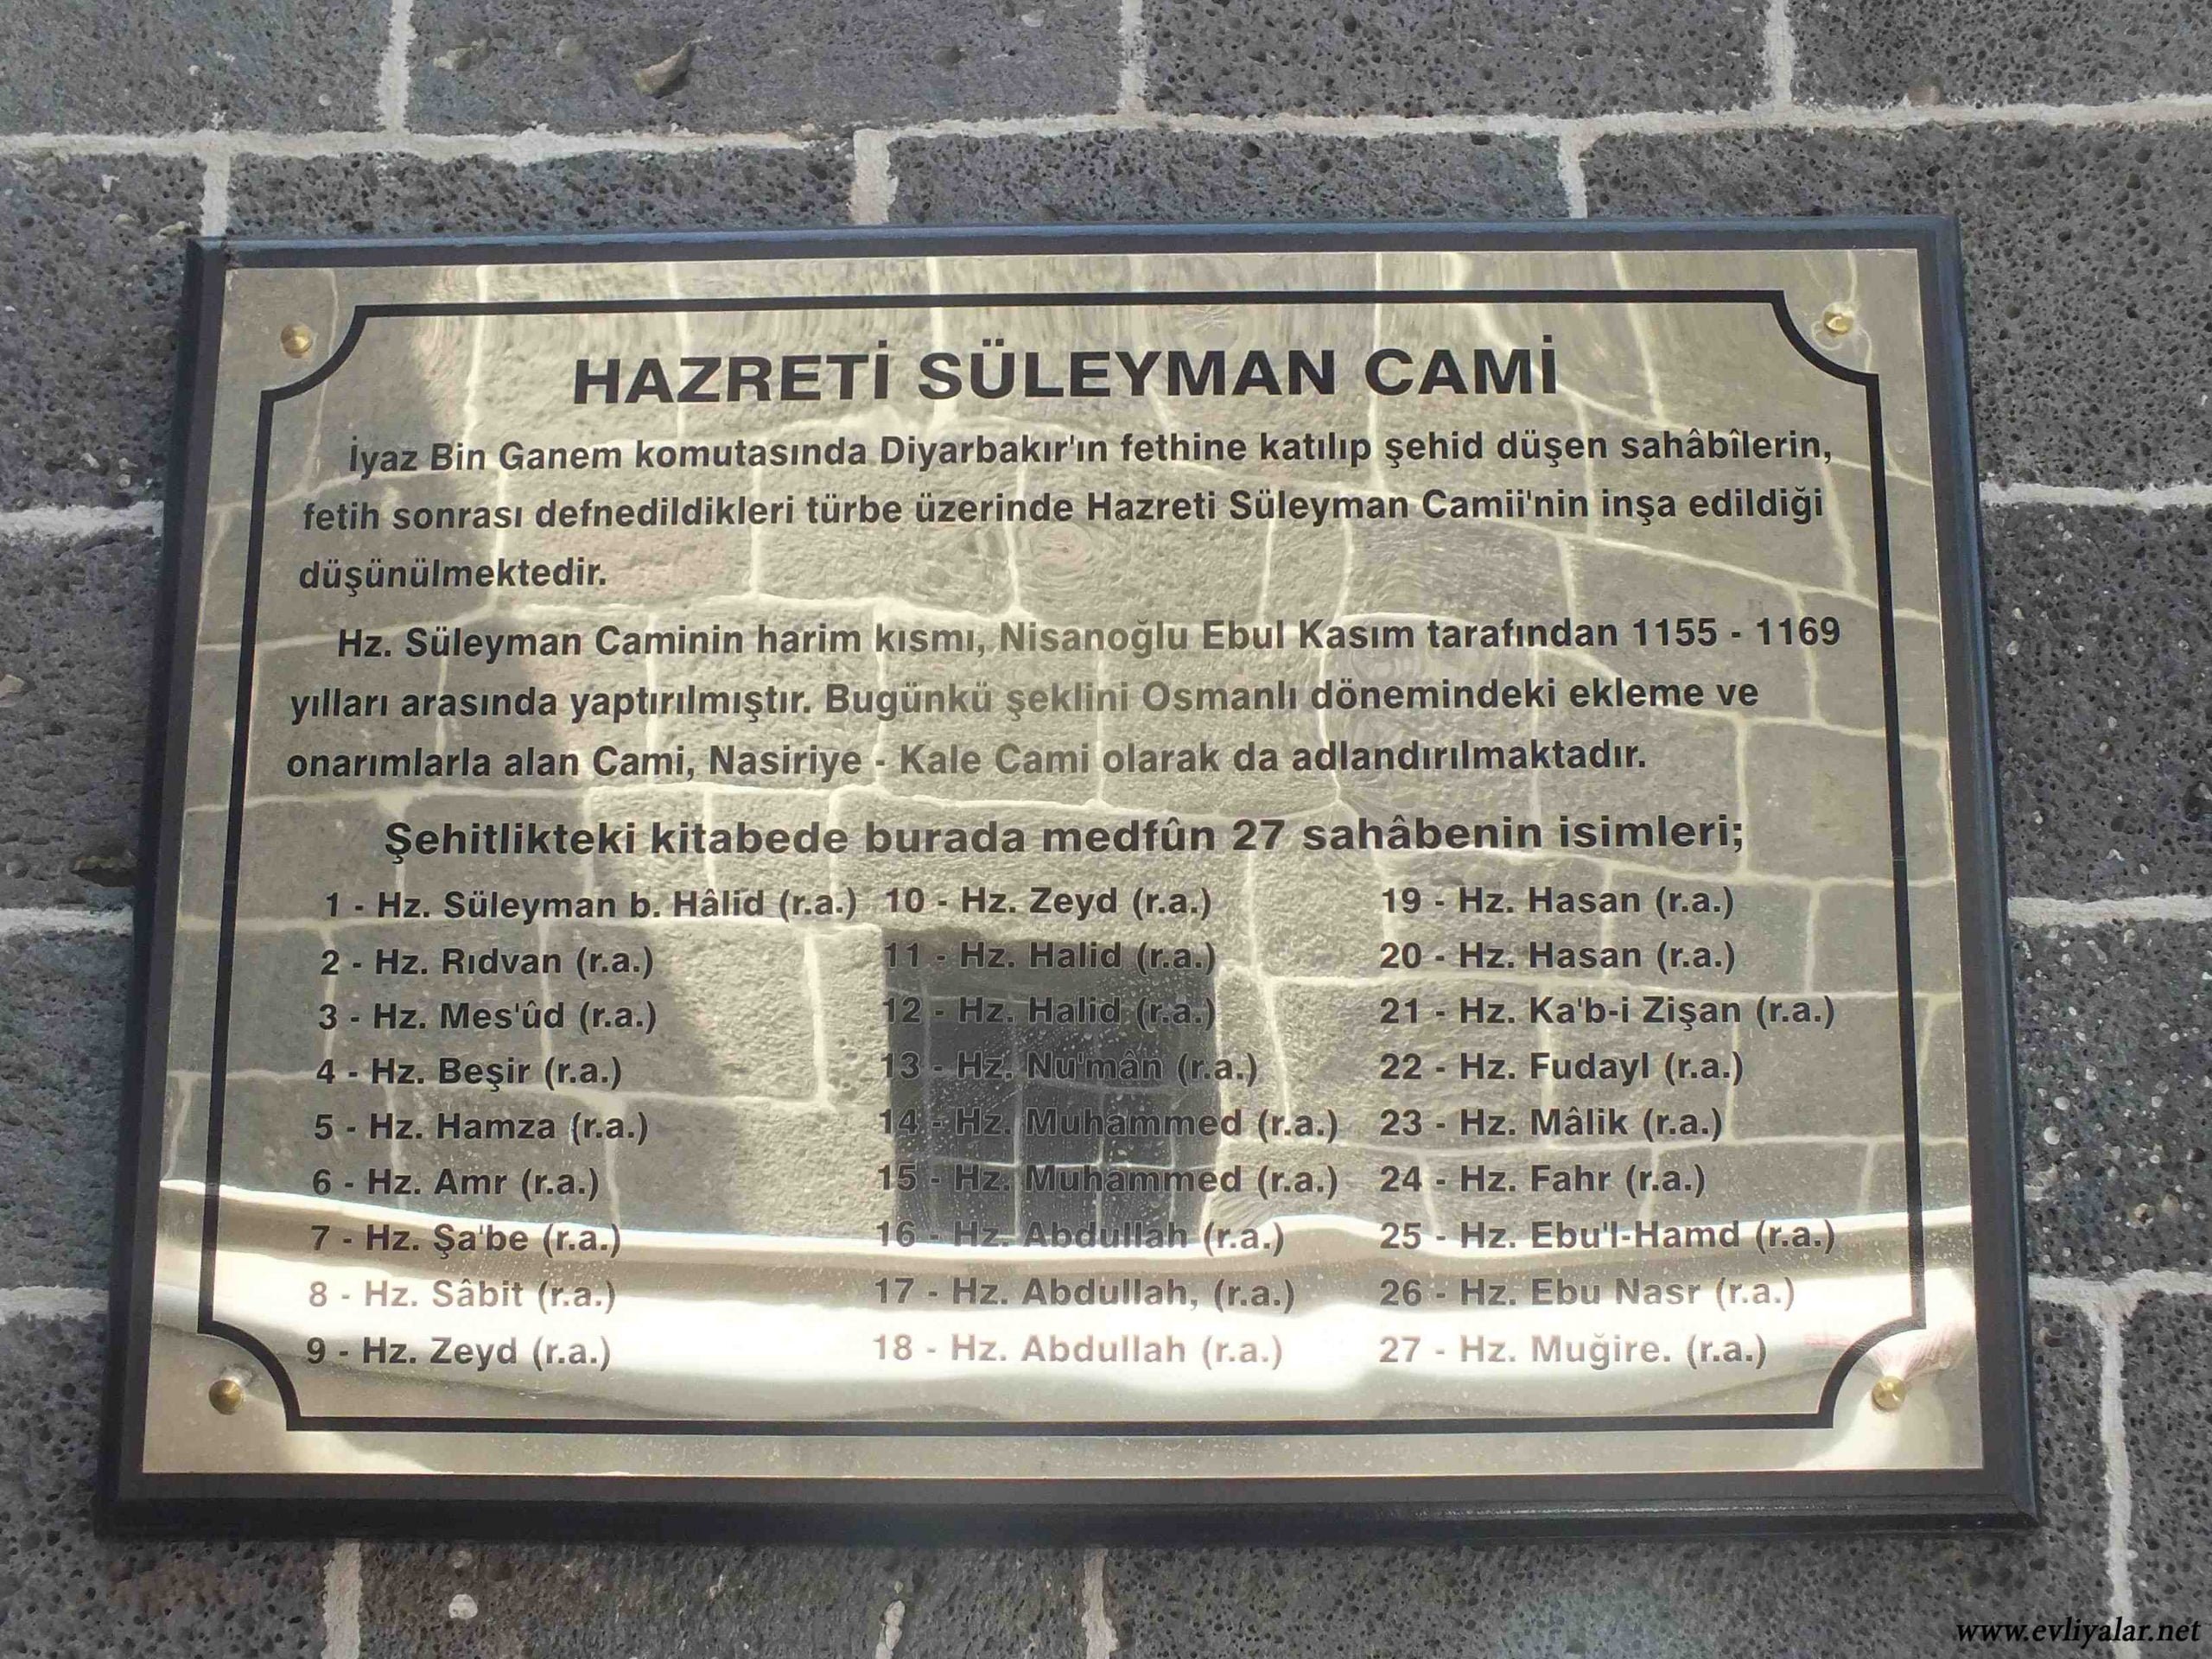 HAZRETİ SÜLEYMAN CAMİ
İyaz Bin Ganem komutasında Diyarbakır'ın fethine katılıp şehid düşen sahâbîlerin,
fetih sonrası defnedildikleri türbe üzerinde Hazreti Süleyman Camii'nin inşa edildiği
düşünülmektedir.
Hz. Süleyman Caminin harim kısmı, Nisanoğlu Ebul Kasım tarafından 1155 - 1169
yılları arasında yaptırılmıştır. Bugünkü şeklini Osmanlı dönemindeki ekleme ve
onarımlarla alan Cami, Nasiriye - Kale Cami olarak da adlandırılmaktadır.
Şehitlikteki kitabede burada medfûn 27 sahâbenin isimleri;
1 - Hz. Süleyman b. Hâlid (r.a.)
2 - Hz. Rıdvan (r.a.)
3 - Hz. Mes'ûd (r.a.)
4 - Hz. Beşir (r.a.)
5 - Hz. Hamza (r.a.)
6 - Hz. Amr (r.a.)
7 - Hz. Şa'be (r.a.)
8 - Hz. Sâbit (r.a.)
9 - Hz. Zeyd (r.a.)
10 - Hz. Zeyd (r.a.)
11 - Hz. Halid (r.a.)
12 - Hz. Halid (r.a.)
13 - Hz. Nu'mân (r.a.)
14 - Hz. Muhammed (r.a.)
15 - Hz. Muhammed (r.a.)
16 - Hz. Abdullah (r.a.)
17 - Hz. Abdullah, (r.a.)
18 - Hz. Abdullah (r.a.)
19 - Hz. Hasan (r.a.)
20 - Hz. Hasan (r.a.)
21 - Hz. Ka'b-i Zişan (r.a.)
22 - Hz. Fudayl (r.a.)
23 - Hz. Mâlik (r.a.)
24 - Hz. Fahr (r.a.)
25 - Hz. Ebu'l-Hamd (r.a.)
26 - Hz. Ebu Nasr (r.a.)
27 - Hz. Muğire. (r.a.)
www.evliyalar.net